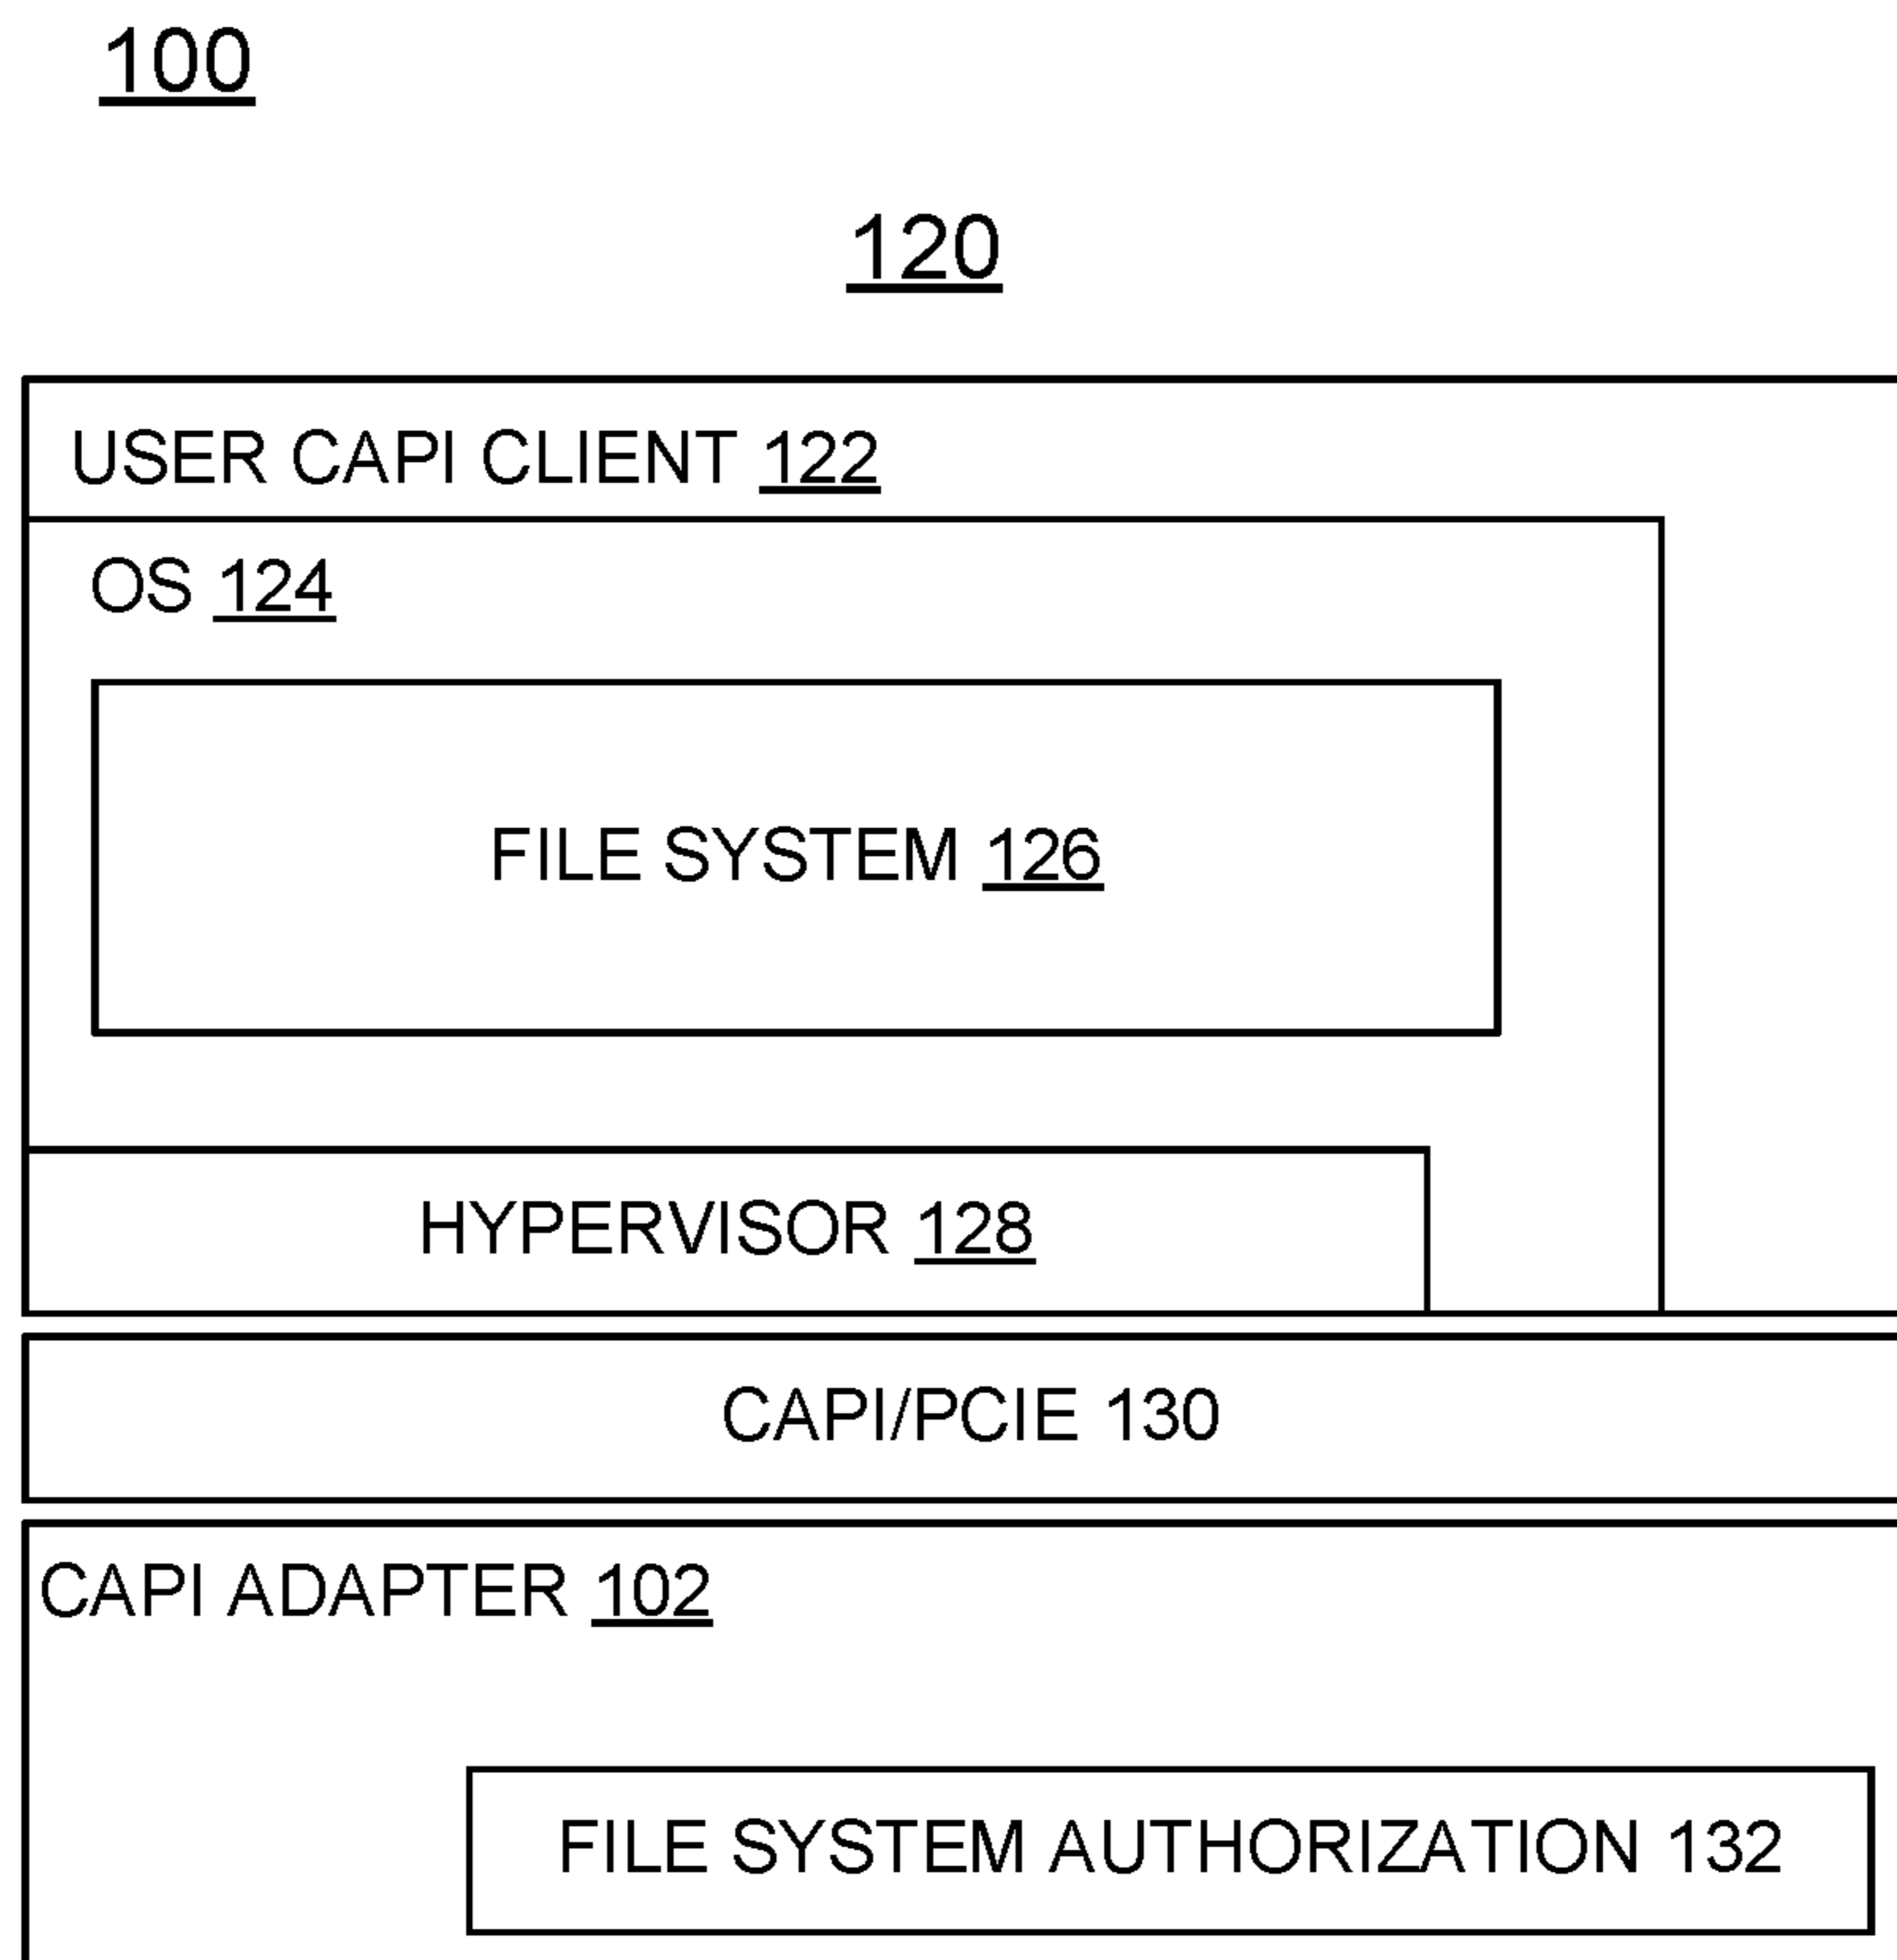 100
120
USER CAPI CLIENT 122
OS 124
FILE SYSTEM 126
HYPERVISOR 128
CAPI/PCIE 130
CAPI ADAPTER 102
FILE SYSTEM AUTHORIZATION 132